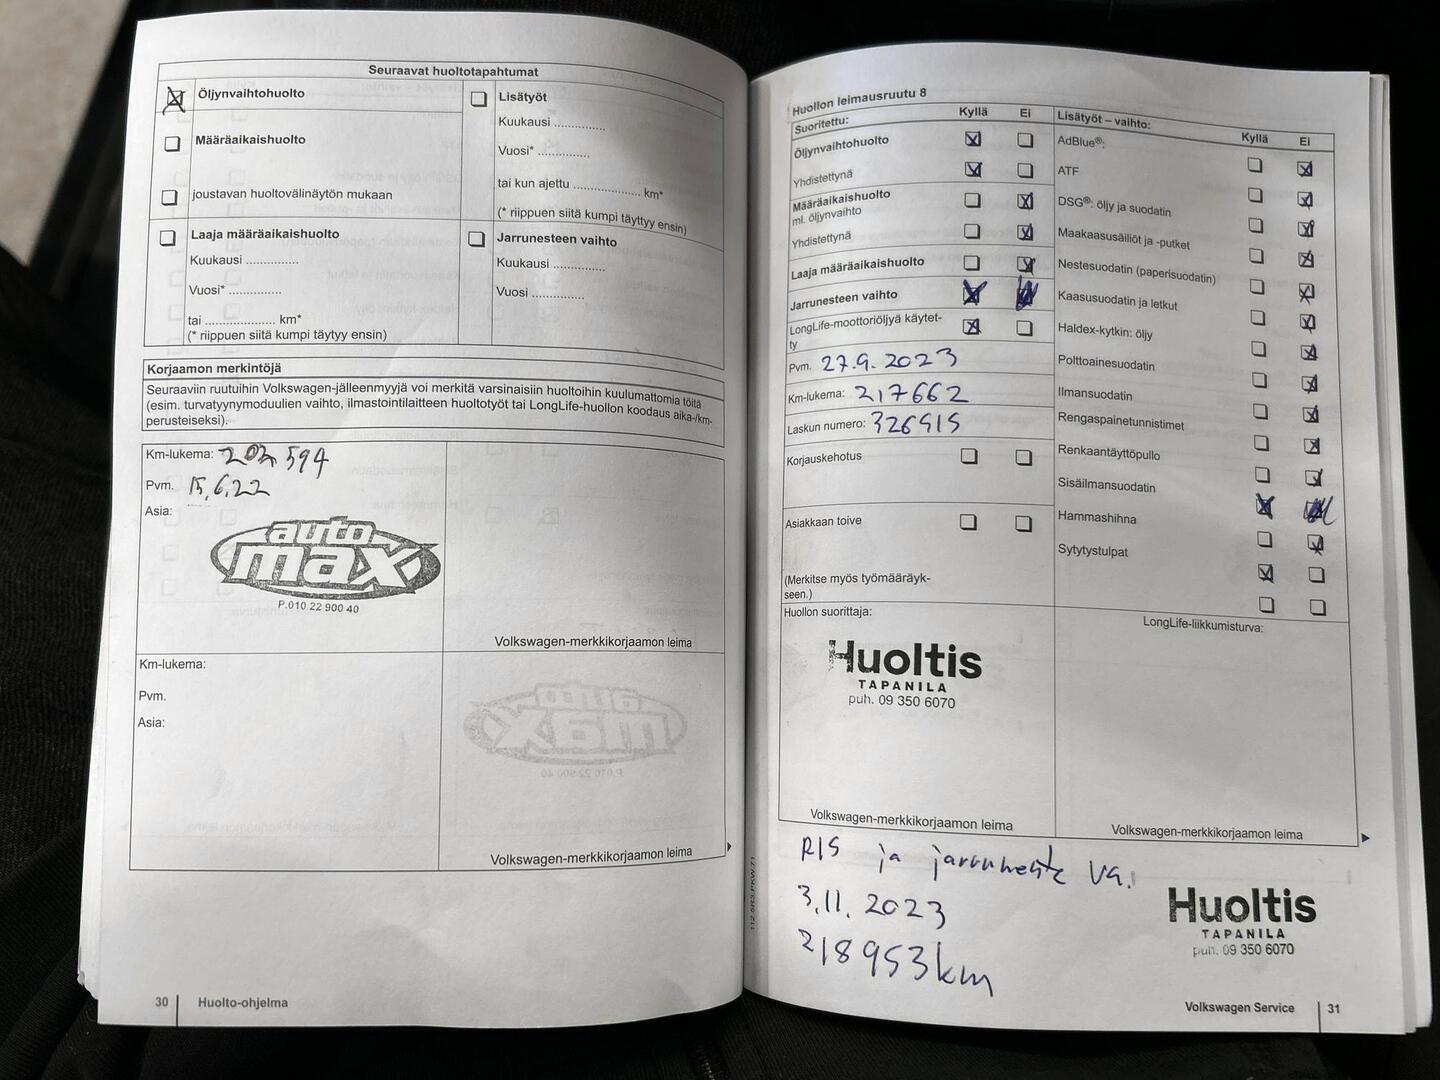 Seuraavat huoltotapahtumat
Öljynvaihtohuolto
Määräaikaishuolto
joustavan huoltovälinäytön mukaan
Lisätyöt
Kuukausi ..............
Vuosi* ..............
tai kun ajettu .................. km*
(* riippuen siitä kumpi täyttyy ensin)
Laaja määräaikaishuolto
Kuukausi ..............
Vuosi* ..............
tai .................. km*
(* riippuen siitä kumpi täytyy ensin)
Jarrunesteen vaihto
Kuukausi ..............
Vuosi ..............
Korjaamon merkintöjä
Seuraaviin ruutuihin Volkswagen-jälleenmyyjä voi merkitä varsinaisiin huoltoihin kuulumattomia töitä
(esim. turvatyynymoduulien vaihto, ilmastointilaitteen huoltotyöt tai LongLife-huollon koodaus aika-/km-
perusteiseksi).
Km-lukema: 202 594
Pvm. 15.6.22
Asia:
auto
max
P.010 22 900 40
Volkswagen-merkkikorjaamon leima
Km-lukema:
Pvm.
Asia:
Volkswagen-merkkikorjaamon leima
30 Huolto-ohjelma
112.5R3.PKW.71
Huollon leimausruutu 8
Suoritettu: Kyllä Ei
Öljynvaihtohuolto
Yhdistettynä
Määräaikaishuolto
ml. öljynvaihto
Yhdistettynä
Laaja määräaikaishuolto
Jarrunesteen vaihto
LongLife-moottoriöljyä käytet-
ty
Pvm. 27.9.2023
Km-lukema: 217662
Laskun numero: 326915
Korjauskehotus
Asiakkaan toive
(Merkitse myös työmääräyk-
seen.)
Huollon suorittaja:
Huoltis
TAPANILA
puh. 09 350 6070
Volkswagen-merkkikorjaamon leima
Lisätyöt – vaihto: Kyllä Ei
AdBlue®:
ATF
DSG®: öljy ja suodatin
Maakaasusäiliöt ja -putket
Nestesuodatin (paperisuodatin)
Kaasusuodatin ja letkut
Haldex-kytkin: öljy
Polttoainesuodatin
Ilmansuodatin
Rengaspainetunnistimet
Renkaantäyttöpullo
Sisäilmansuodatin
Hammashihna
Sytytystulpat
LongLife-liikkumisturva:
Volkswagen-merkkikorjaamon leima
RIS ja jarruneste va.
3.11.2023
218953km
Huoltis
TAPANILA
puh. 09 350 6070
Volkswagen Service 31